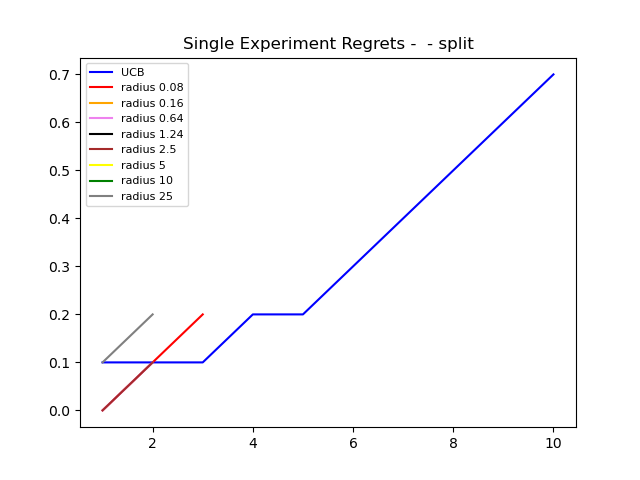 Single Experiment Regrets -  - split
UCB
radius 0.08
radius 0.16
radius 0.64
radius 1.24
radius 2.5
radius 5
radius 10
radius 25
0.7
0.6
0.5
0.4
0.3
0.2
0.1
0.0
2
4
6
8
10